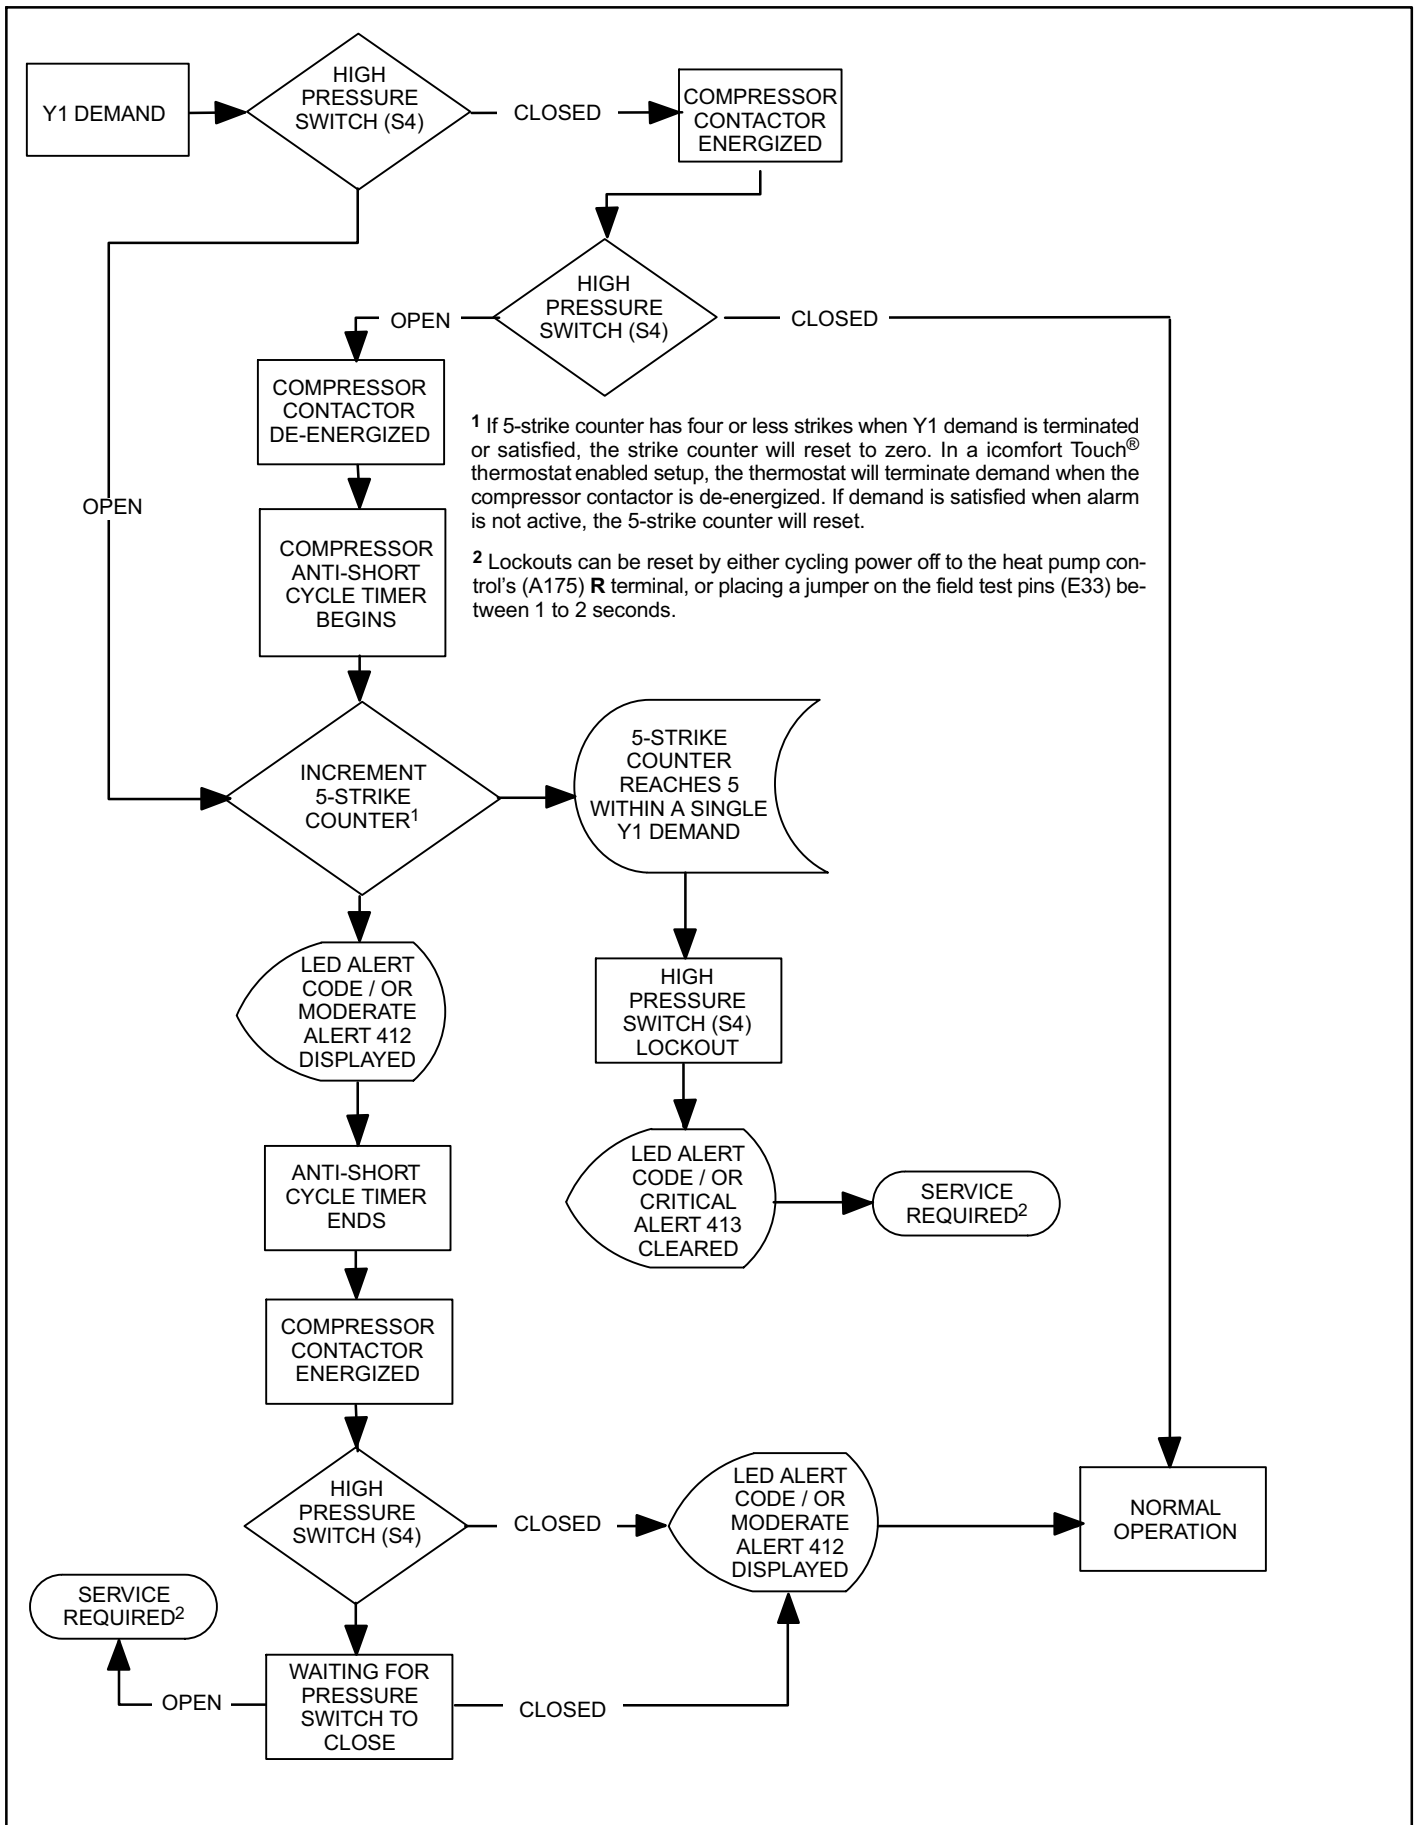 Y1 DEMAND
HIGH
PRESSURE
SWITCH (S4)
CLOSED
COMPRESSOR
CONTACTOR
ENERGIZED
HIGH
PRESSURE
SWITCH (S4)
OPEN
CLOSED
COMPRESSOR
CONTACTOR
DE-ENERGIZED
1 If 5-strike counter has four or less strikes when Y1 demand is terminated
or satisfied, the strike counter will reset to zero. In a icomfort Touch®
thermostat enabled setup, the thermostat will terminate demand when the
compressor contactor is de-energized. If demand is satisfied when alarm
is not active, the 5-strike counter will reset.
2 Lockouts can be reset by either cycling power off to the heat pump con-
trol's (A175) R terminal, or placing a jumper on the field test pins (E33) be-
tween 1 to 2 seconds.
OPEN
COMPRESSOR
ANTI-SHORT
CYCLE TIMER
BEGINS
INCREMENT
5-STRIKE
COUNTER1
5-STRIKE
COUNTER
REACHES 5
WITHIN A SINGLE
Y1 DEMAND
LED ALERT
CODE / OR
MODERATE
ALERT 412
DISPLAYED
HIGH
PRESSURE
SWITCH (S4)
LOCKOUT
ANTI-SHORT
CYCLE TIMER
ENDS
LED ALERT
CODE / OR
CRITICAL
ALERT 413
CLEARED
SERVICE
REQUIRED2
COMPRESSOR
CONTACTOR
ENERGIZED
HIGH
PRESSURE
SWITCH (S4)
CLOSED
LED ALERT
CODE / OR
MODERATE
ALERT 412
DISPLAYED
NORMAL
OPERATION
SERVICE
REQUIRED2
OPEN
WAITING FOR
PRESSURE
SWITCH TO
CLOSE
CLOSED